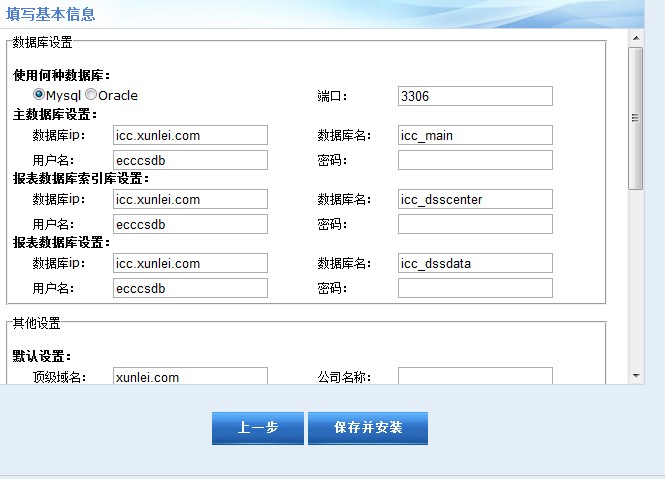 填写基本信息
数据库设置
使用何种数据库：
Mysql Oracle 端口： 3306
主数据库设置：
数据库ip： icc.xunlei.com 数据库名： icc_main
用户名： ecccsdb 密码：
报表数据库索引库设置：
数据库ip： icc.xunlei.com 数据库名： icc_dsscenter
用户名： ecccsdb 密码：
报表数据库设置：
数据库ip： icc.xunlei.com 数据库名： icc_dssdata
用户名： ecccsdb 密码：
其他设置
默认设置：
顶级域名： xunlei.com 公司名称：
上一步 保存并安装